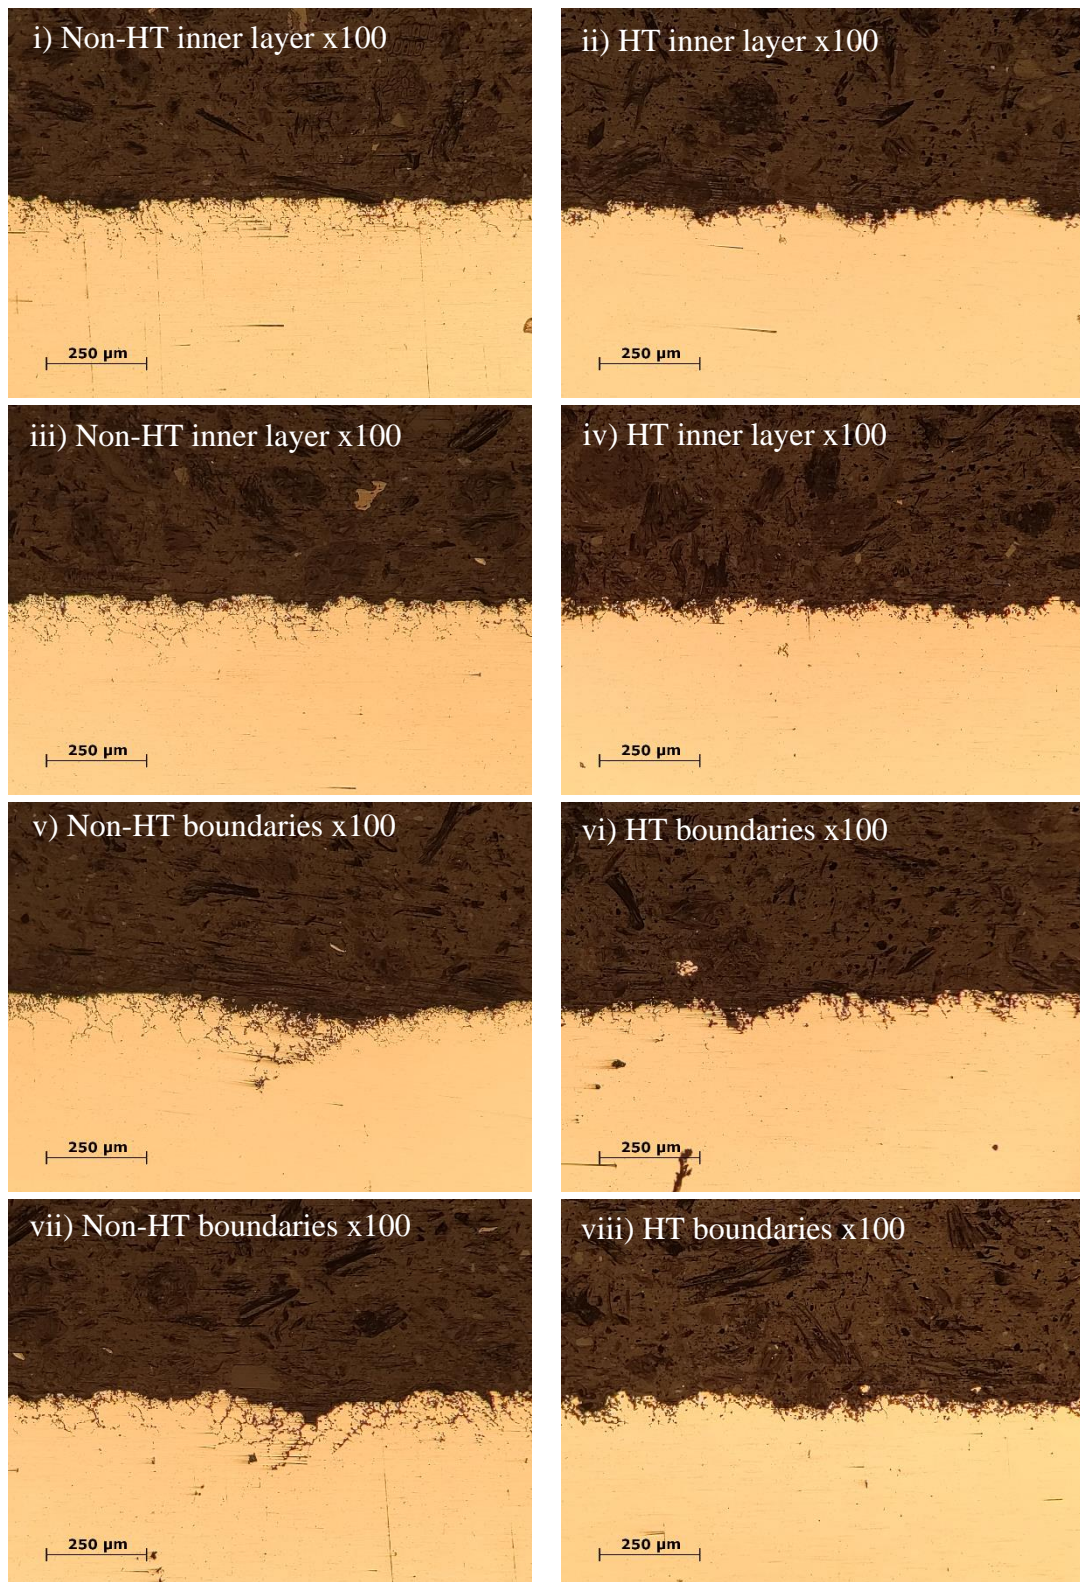 i) Non-HT inner layer x100
250 µm
ii) HT inner layer x100
250 µm
iii) Non-HT inner layer x100
250 µm
iv) HT inner layer x100
250 µm
v) Non-HT boundaries x100
250 µm
vi) HT boundaries x100
250 µm
vii) Non-HT boundaries x100
250 µm
viii) HT boundaries x100
250 µm